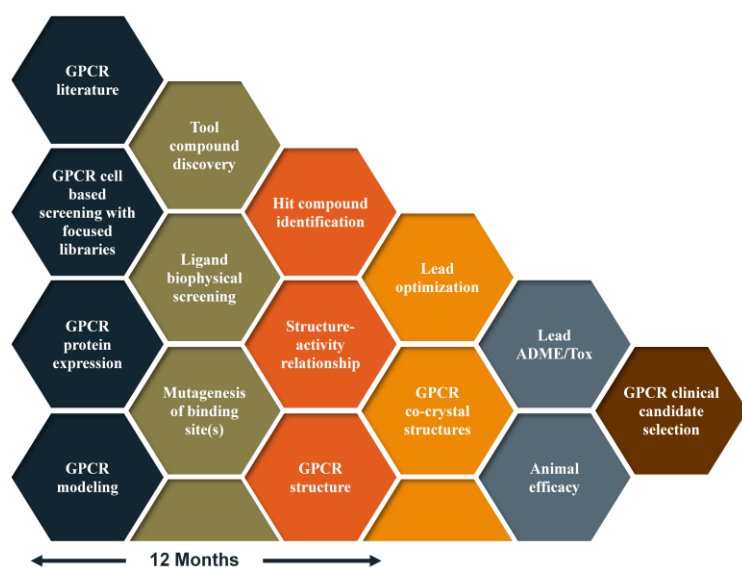 GPCR
literature
GPCR cell
based
screening with
focused
libraries
GPCR
protein
expression
GPCR
modeling
Tool
compound
discovery
Ligand
biophysical
screening
Mutagenesis
of binding
site(s)
Hit compound
identification
Structure-
activity
relationship
GPCR
structure
Lead
optimization
GPCR
co-crystal
structures
Lead
ADME/Tox
Animal
efficacy
GPCR clinical
candidate
selection
12 Months